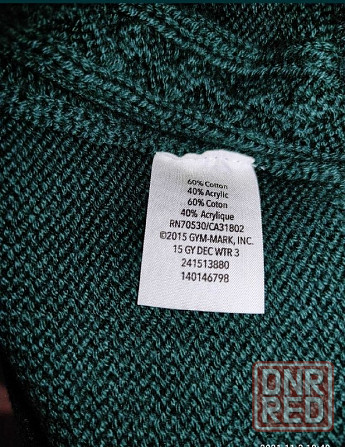 60% Cotton
40% Acrylic
60% Coton
40% Acrylique
RN70530/CA31802
©2015 GYM-MARK, INC.
15 GY DEC WTR 3
241513880
140146798
DNR
RED